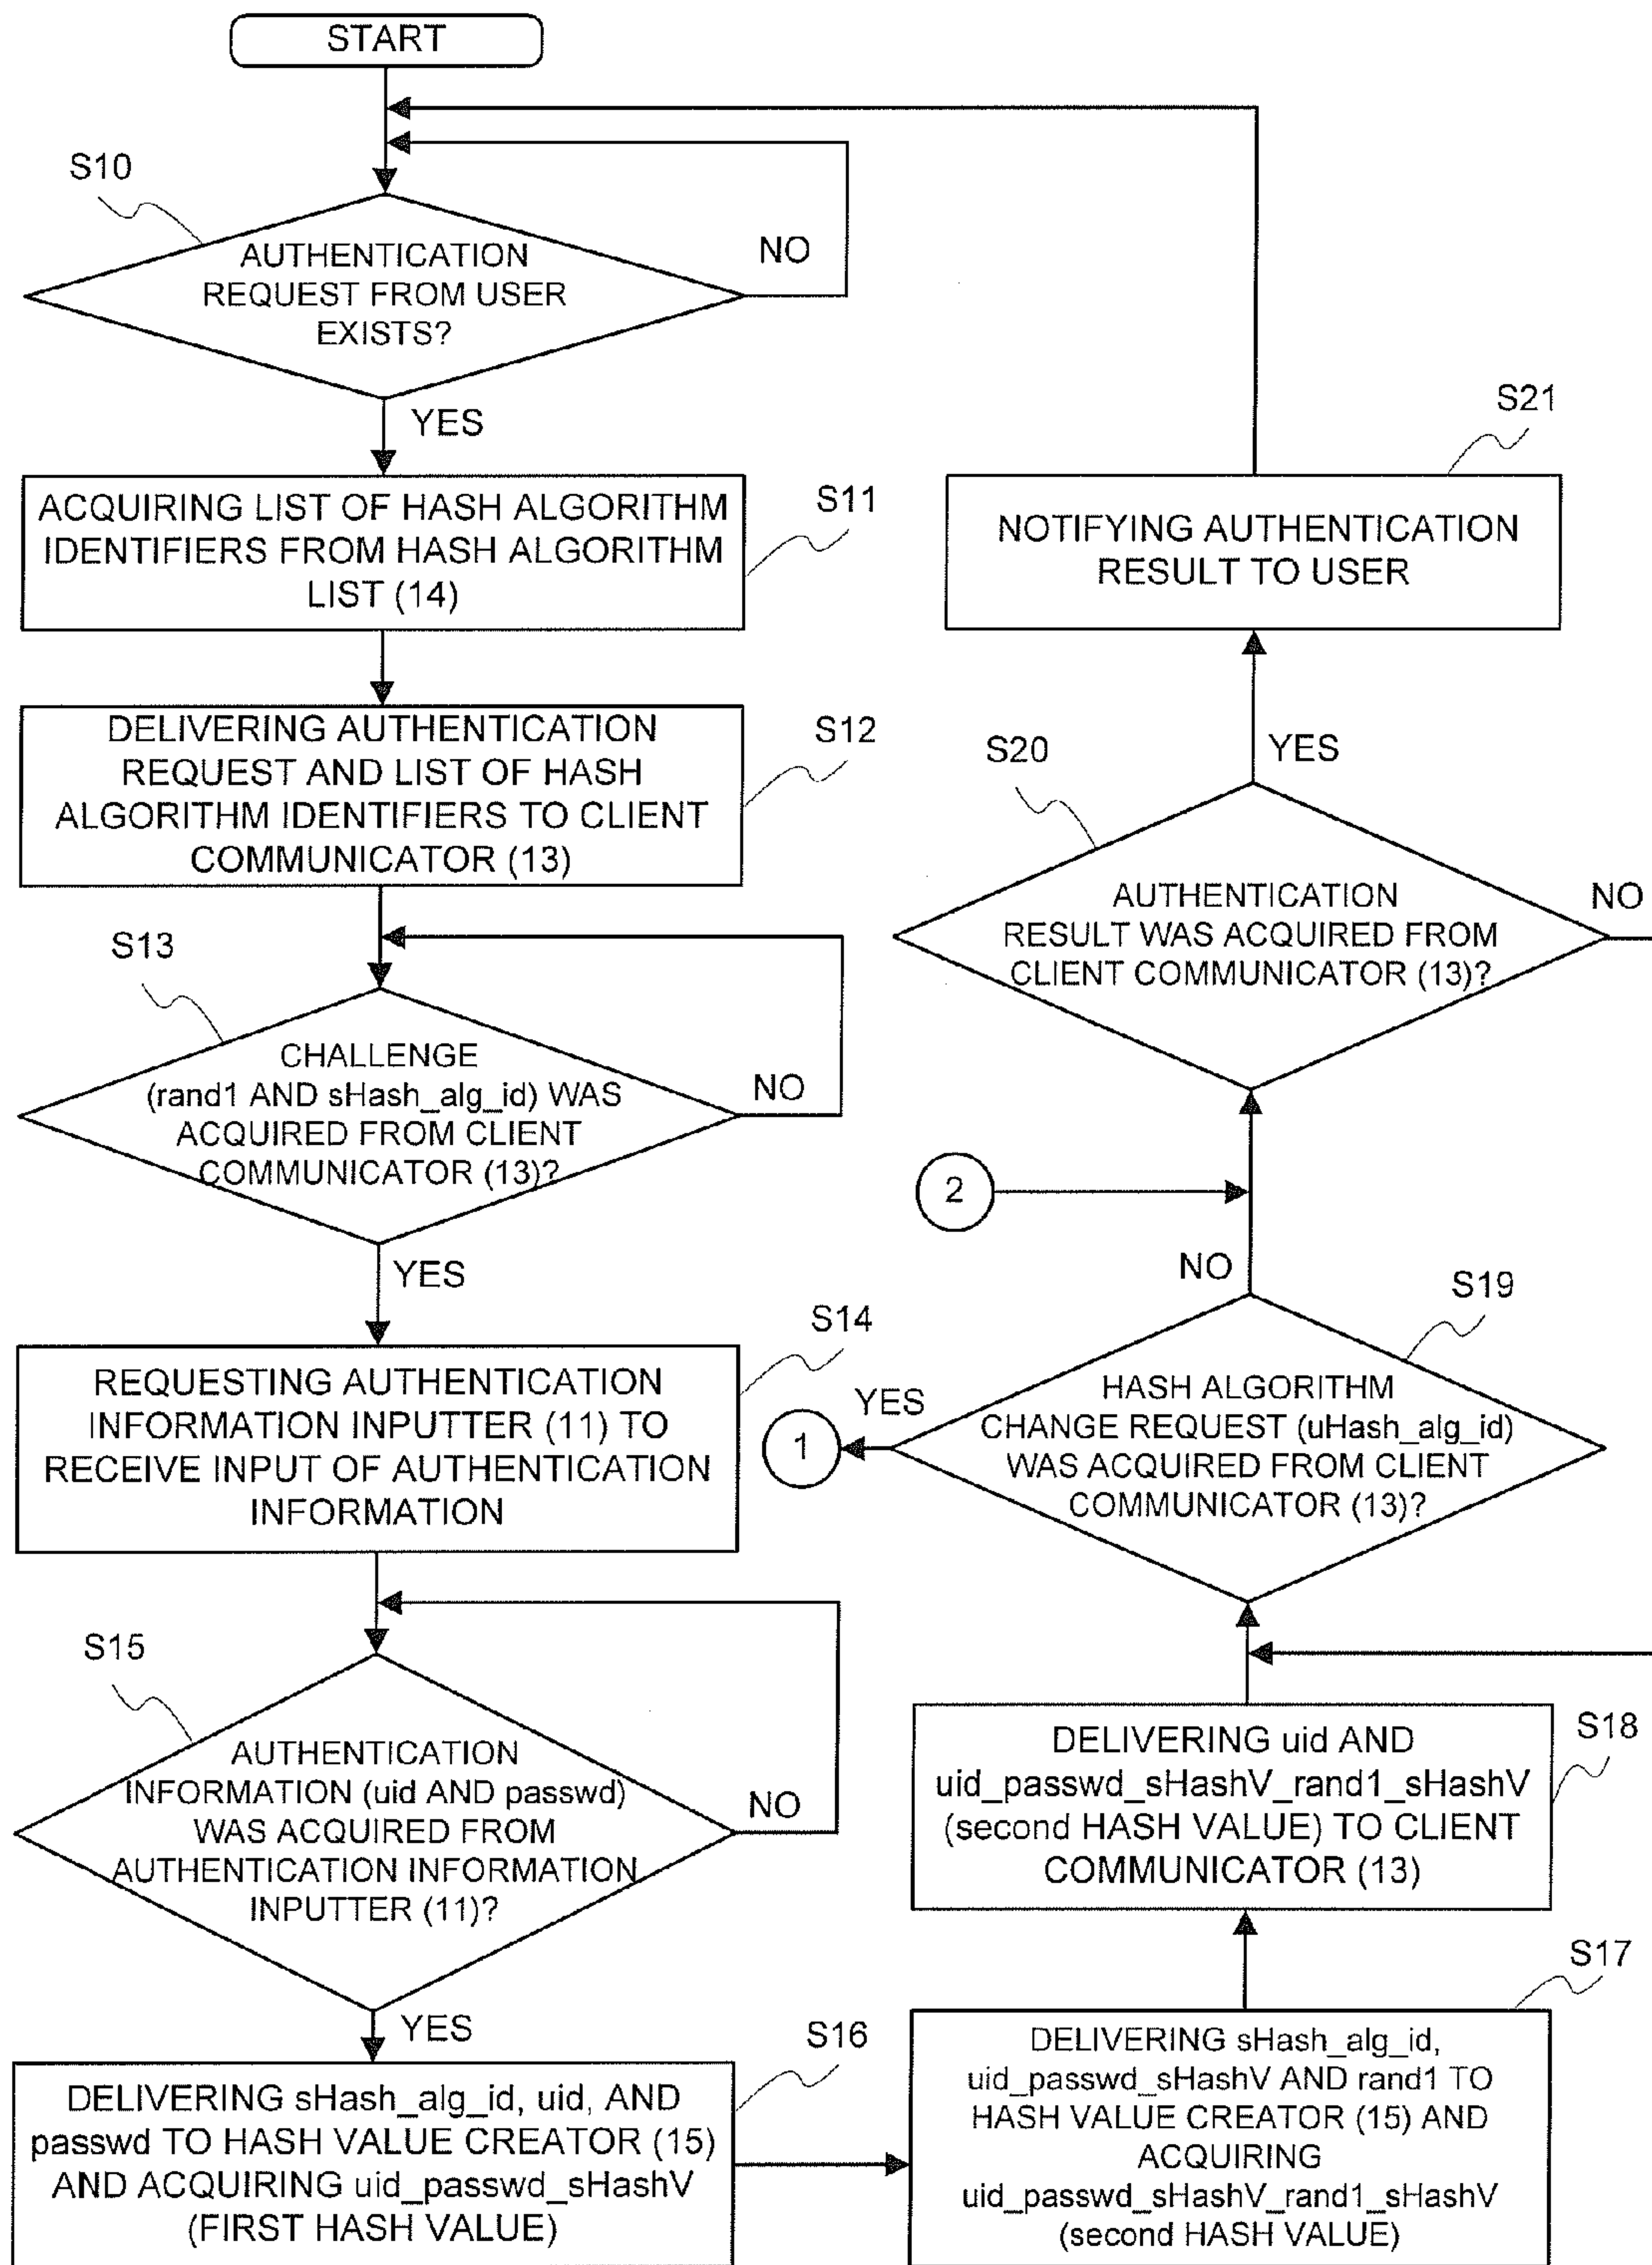 START
S10
AUTHENTICATION
REQUEST FROM USER
EXISTS?
NO
YES
S11
ACQUIRING LIST OF HASH ALGORITHM
IDENTIFIERS FROM HASH ALGORITHM
LIST (14)
S12
DELIVERING AUTHENTICATION
REQUEST AND LIST OF HASH
ALGORITHM IDENTIFIERS TO CLIENT
COMMUNICATOR (13)
S13
CHALLENGE
(rand1 AND sHash_alg_id) WAS
ACQUIRED FROM CLIENT
COMMUNICATOR (13)?
NO
YES
S14
REQUESTING AUTHENTICATION
INFORMATION INPUTTER (11) TO
RECEIVE INPUT OF AUTHENTICATION
INFORMATION
S15
AUTHENTICATION
INFORMATION (uid AND passwd)
WAS ACQUIRED FROM
AUTHENTICATION INFORMATION
INPUTTER (11)?
NO
YES
S16
DELIVERING sHash_alg_id, uid, AND
passwd TO HASH VALUE CREATOR (15)
AND ACQUIRING uid_passwd_sHashV
(FIRST HASH VALUE)
S17
DELIVERING sHash_alg_id,
uid_passwd_sHashV AND rand1 TO
HASH VALUE CREATOR (15) AND
ACQUIRING
uid_passwd_sHashV_rand1_sHashV
(second HASH VALUE)
S18
DELIVERING uid AND
uid_passwd_sHashV_rand1_sHashV
(second HASH VALUE) TO CLIENT
COMMUNICATOR (13)
S19
HASH ALGORITHM
CHANGE REQUEST (uHash_alg_id)
WAS ACQUIRED FROM CLIENT
COMMUNICATOR (13)?
YES
1
NO
2
S20
AUTHENTICATION
RESULT WAS ACQUIRED FROM
CLIENT COMMUNICATOR (13)?
NO
YES
S21
NOTIFYING AUTHENTICATION
RESULT TO USER